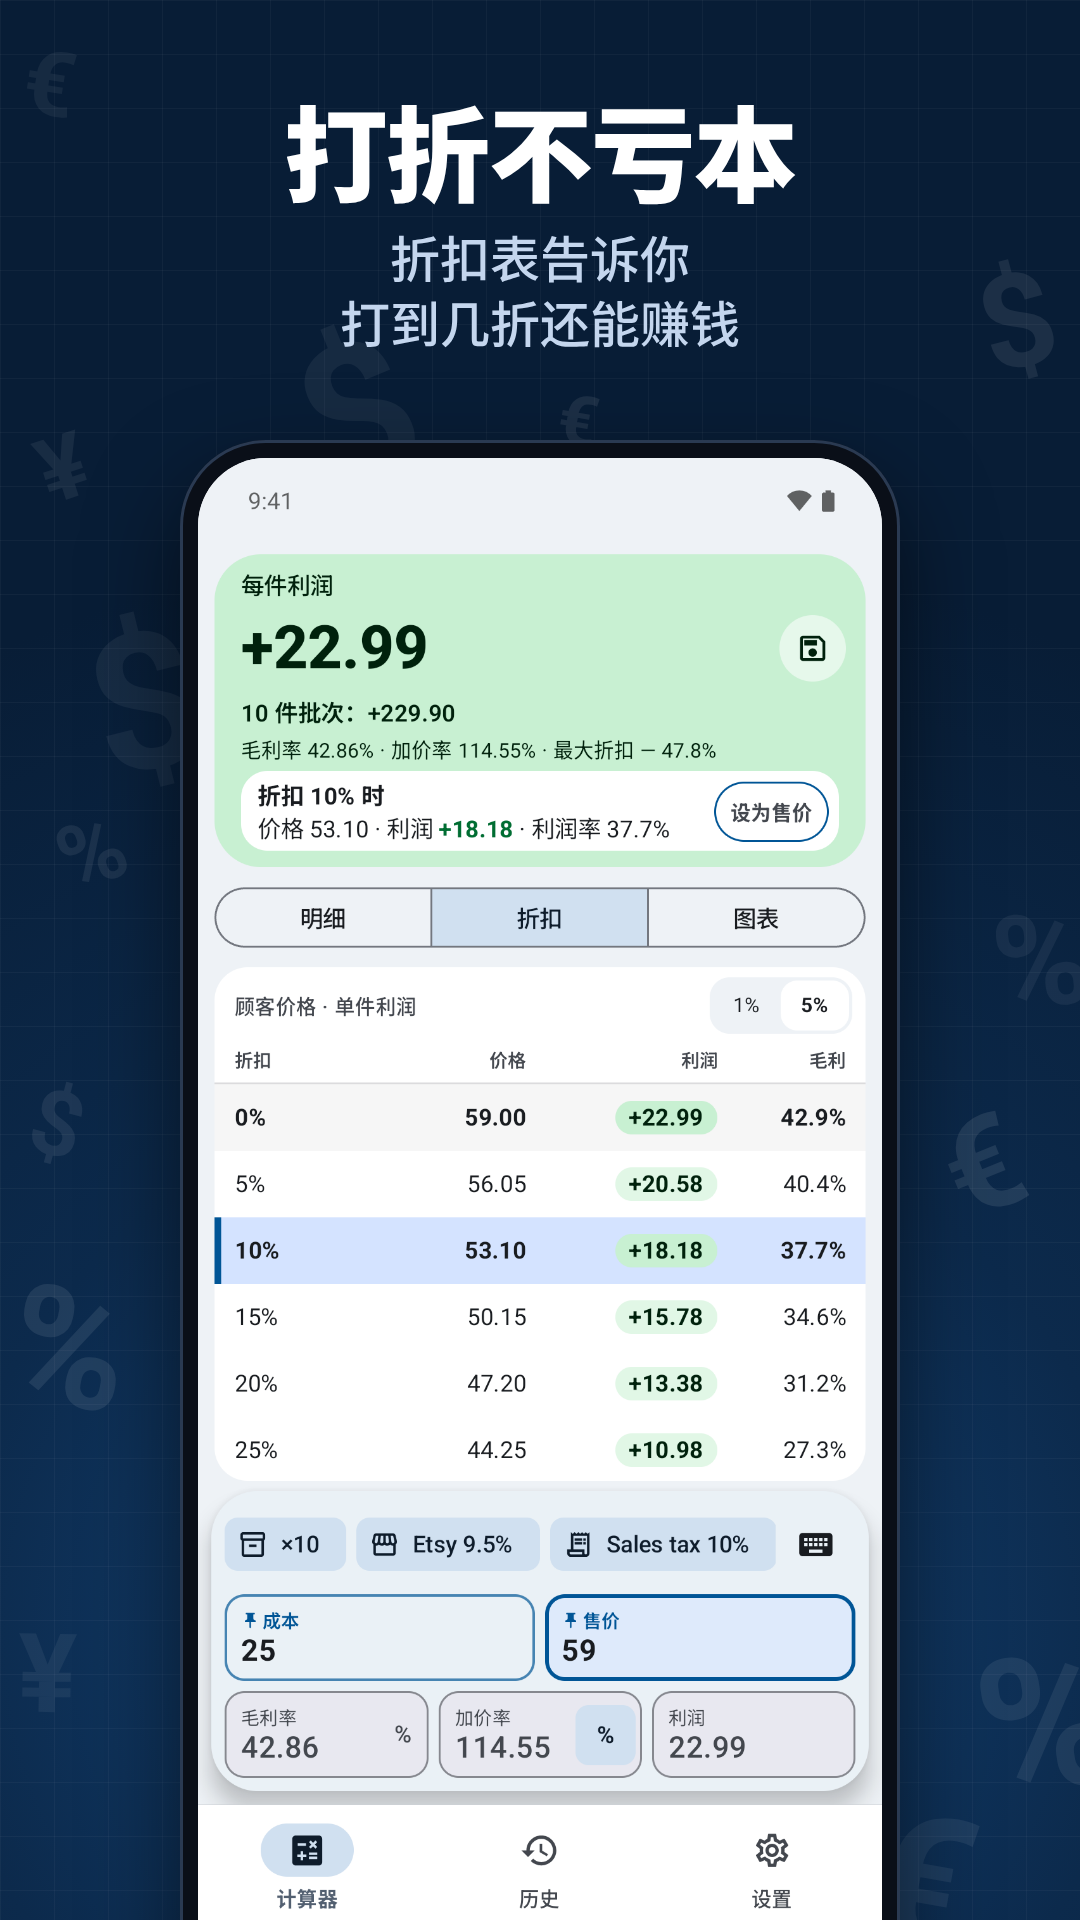 打折不亏本
折扣表告诉你
打到几折还能赚钱
9:41
每件利润
+22.99
10 件批次：+229.90
毛利率 42.86% · 加价率 114.55% · 最大折扣 — 47.8%
折扣 10% 时
价格 53.10 · 利润 +18.18 · 利润率 37.7%
设为售价
明细 折扣 图表
顾客价格 · 单件利润 1% 5%
折扣 价格 利润 毛利
0% 59.00 +22.99 42.9%
5% 56.05 +20.58 40.4%
10% 53.10 +18.18 37.7%
15% 50.15 +15.78 34.6%
20% 47.20 +13.38 31.2%
25% 44.25 +10.98 27.3%
×10 Etsy 9.5% Sales tax 10%
成本 售价
25 59
毛利率 加价率 利润
42.86 % 114.55 % 22.99
计算器 历史 设置